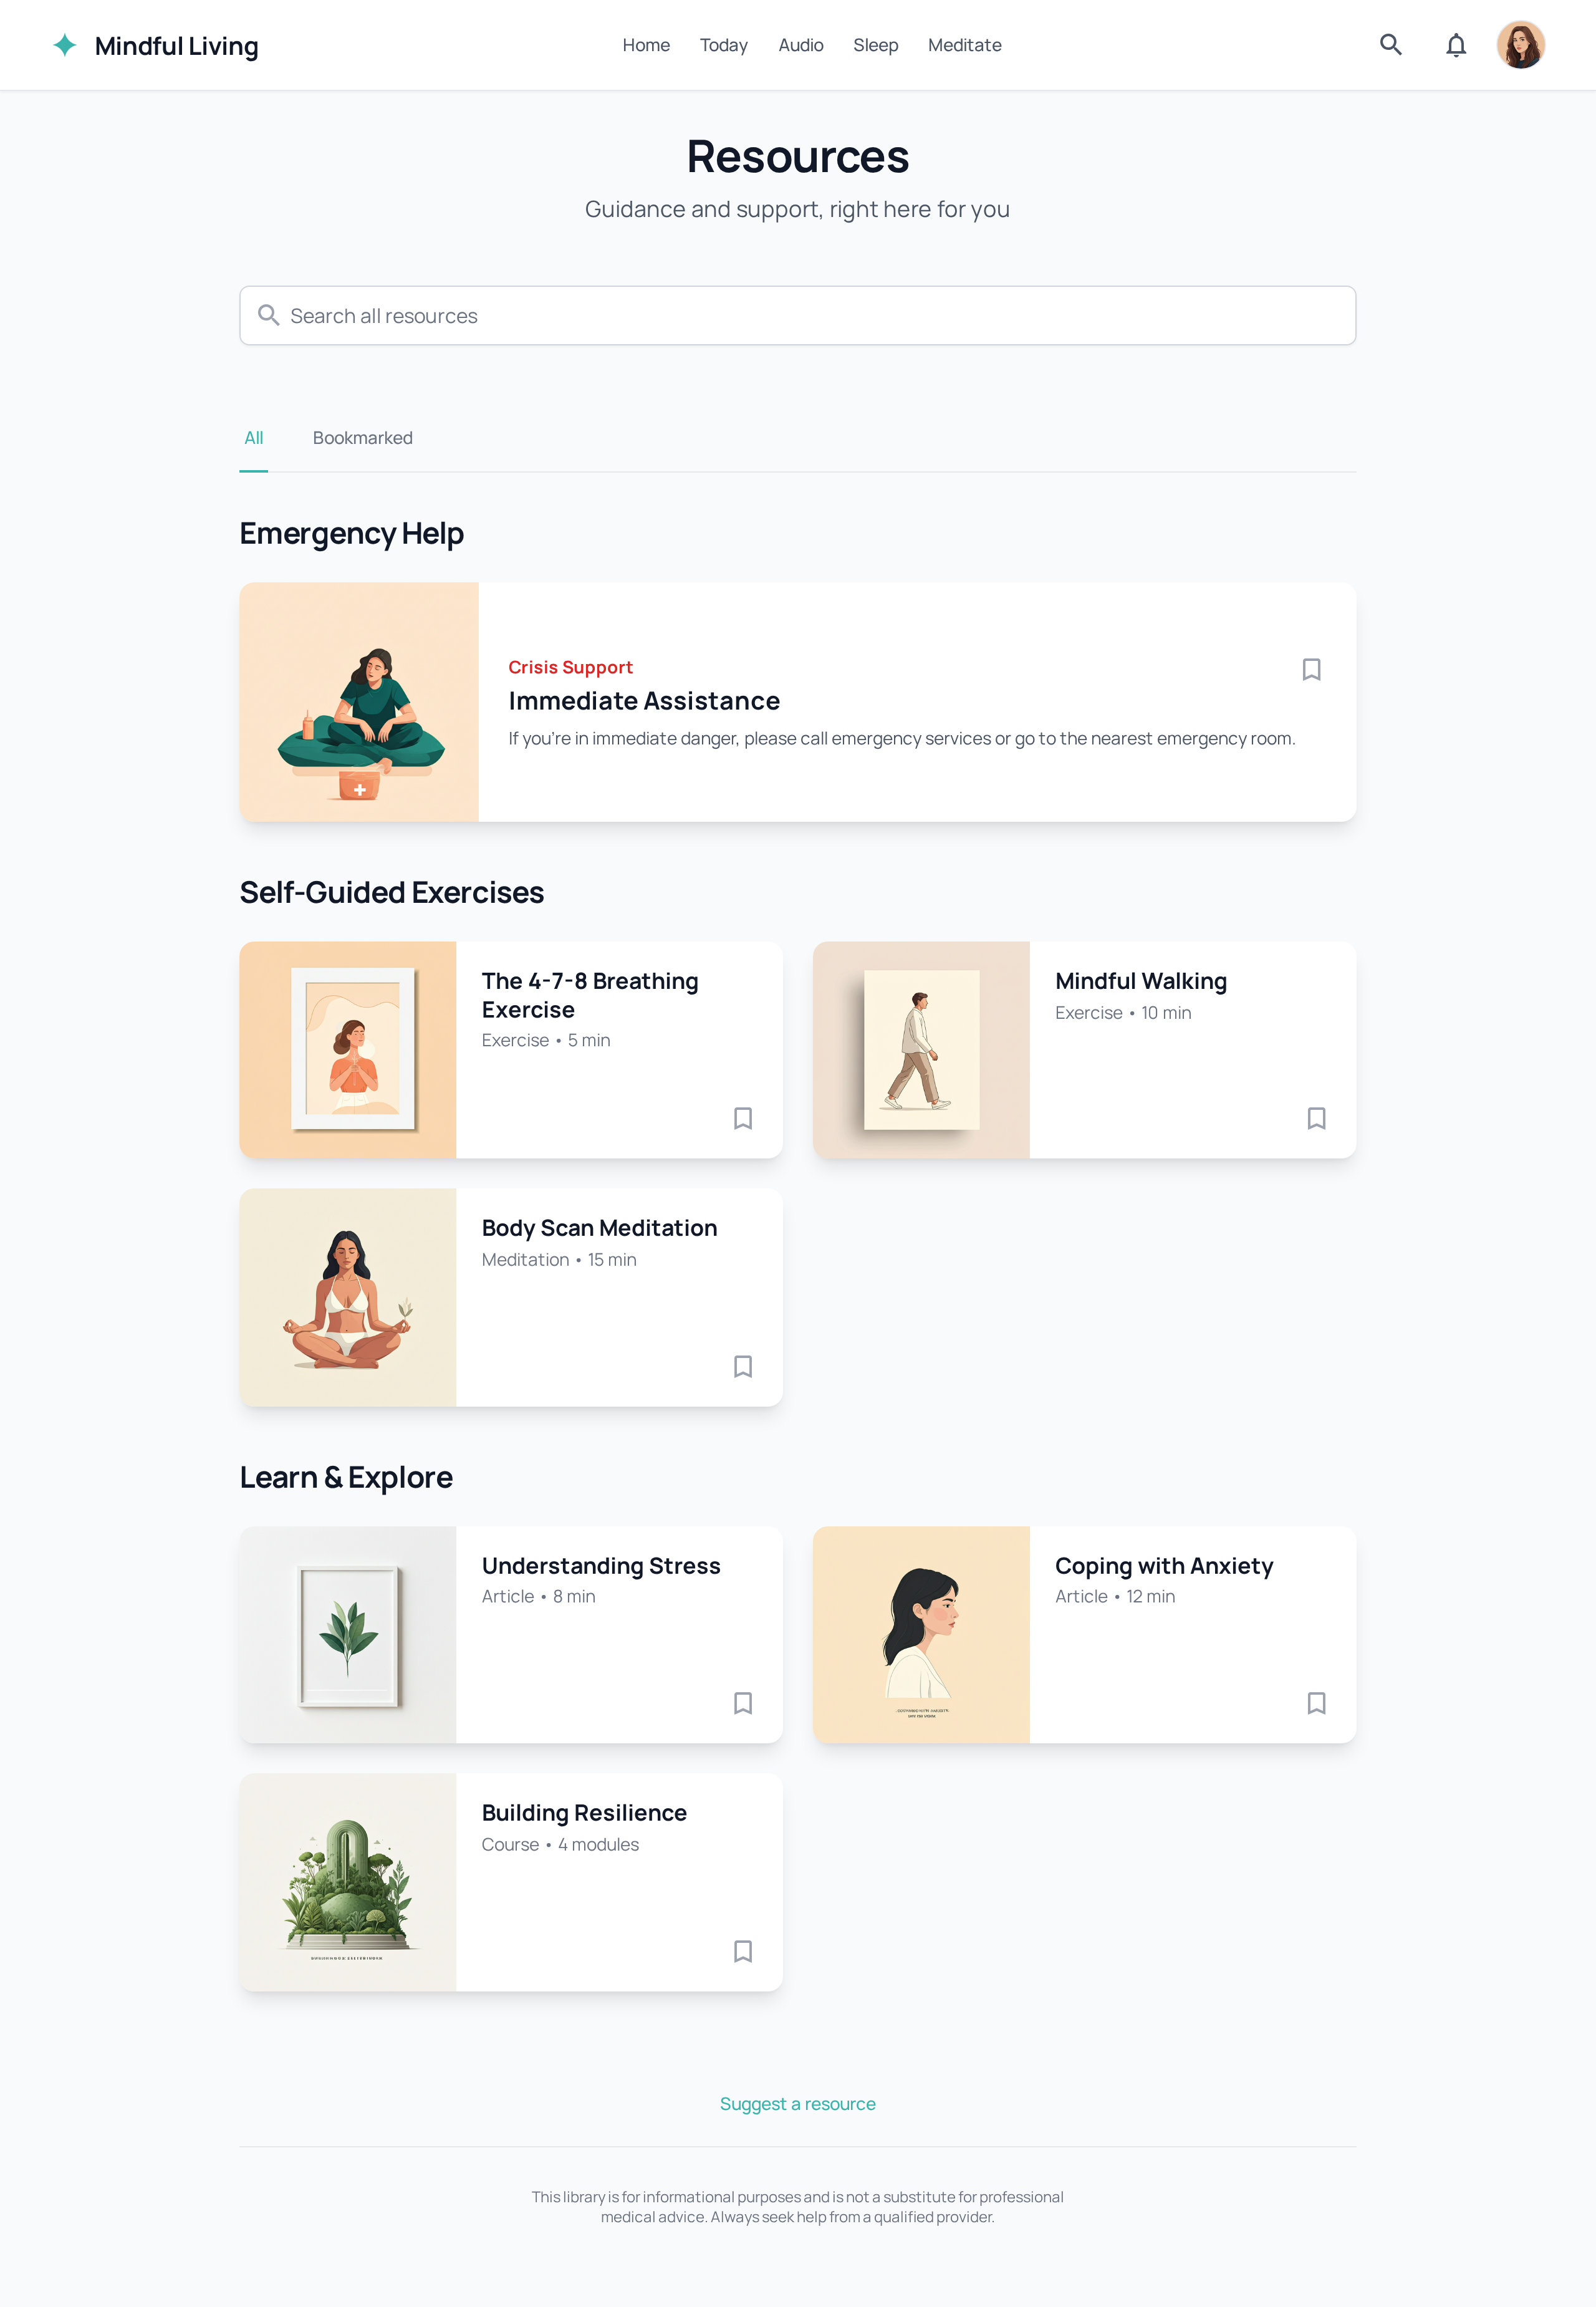 Mindful Living
Home
Today
Audio
Sleep
Meditate
Resources
Guidance and support, right here for you
Search all resources
All
Bookmarked
Emergency Help
Crisis Support
Immediate Assistance
If you're in immediate danger, please call emergency services or go to the nearest emergency room.
Self-Guided Exercises
The 4-7-8 Breathing
Exercise
Exercise • 5 min
Mindful Walking
Exercise • 10 min
Body Scan Meditation
Meditation • 15 min
Learn & Explore
Understanding Stress
Article • 8 min
Coping with Anxiety
Article • 12 min
Building Resilience
Course • 4 modules
Suggest a resource
This library is for informational purposes and is not a substitute for professional
medical advice. Always seek help from a qualified provider.